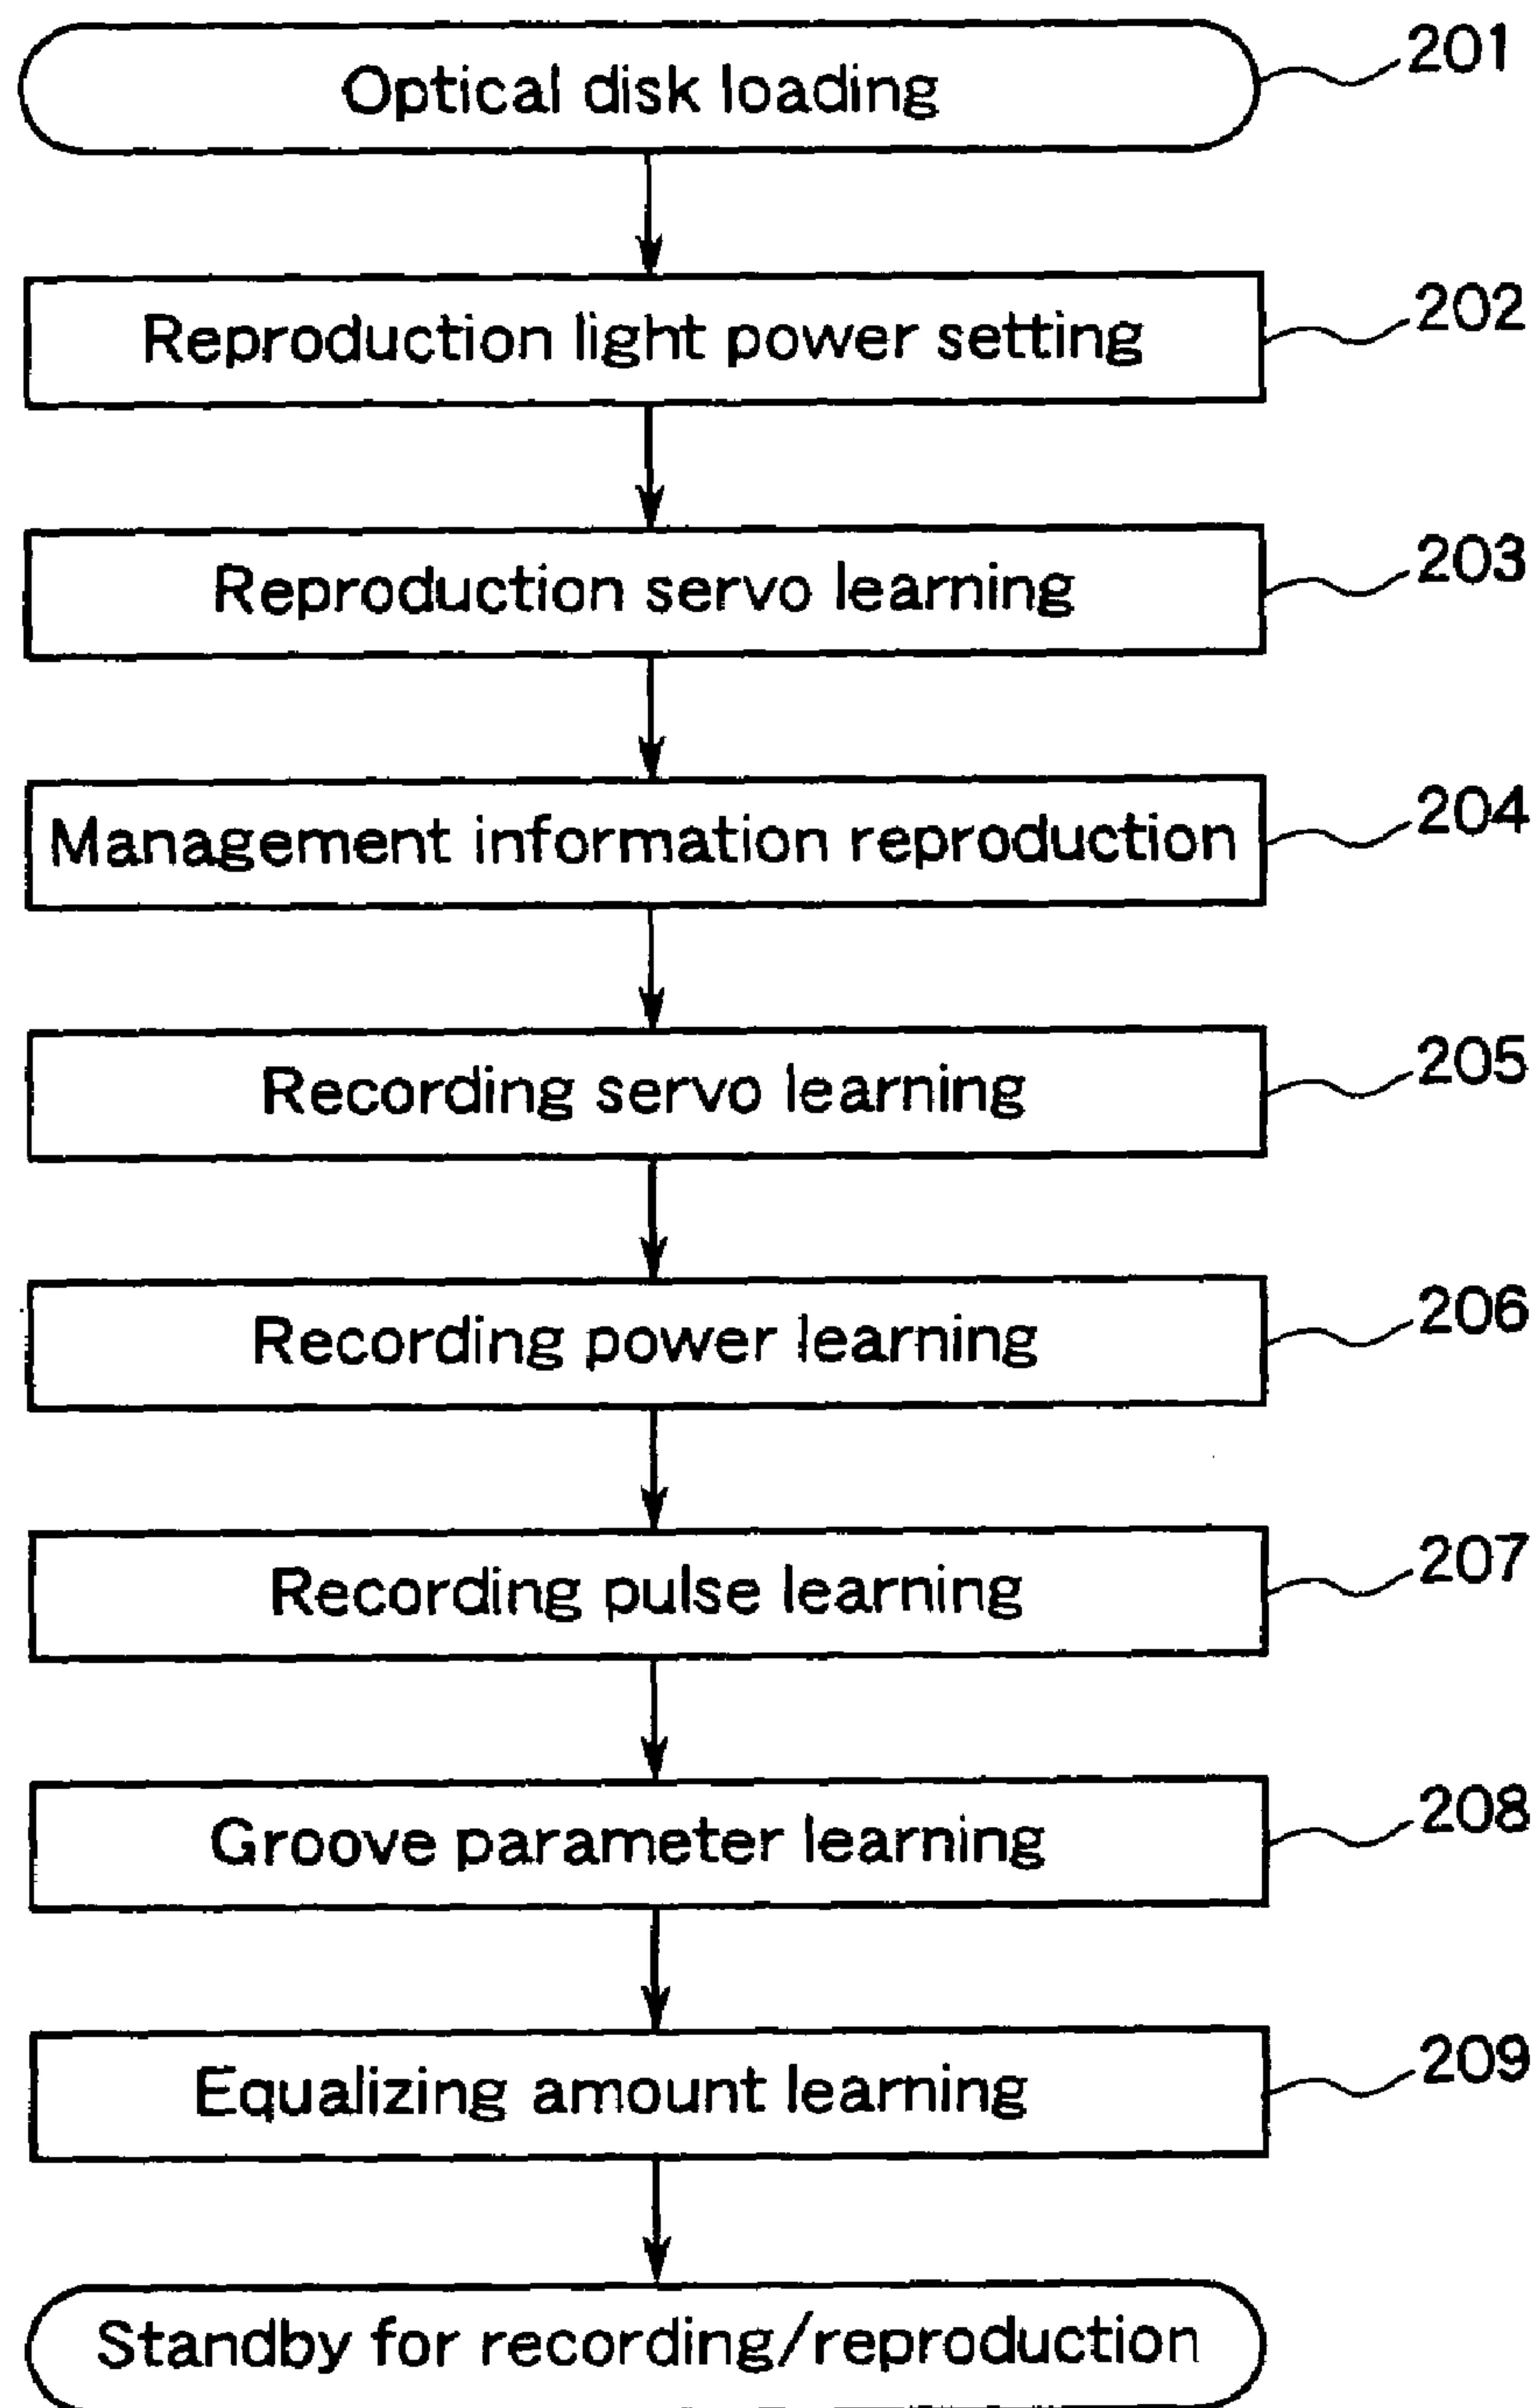 Optical disk loading 201
Reproduction light power setting 202
Reproduction servo learning 203
Management information reproduction 204
Recording servo learning 205
Recording power learning 206
Recording pulse learning 207
Groove parameter learning 208
Equalizing amount learning 209
Standby for recording/reproduction